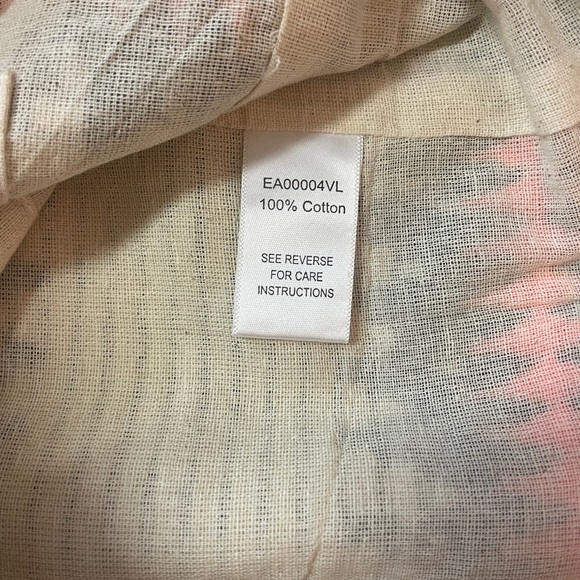 EA00004VL
100% Cotton
SEE REVERSE
FOR CARE
INSTRUCTIONS